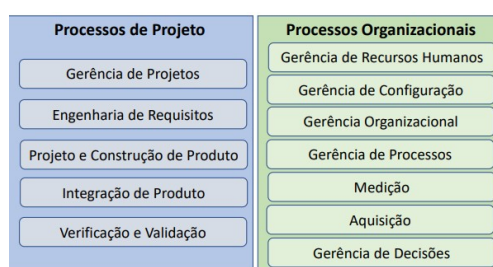 Processos de Projeto
Gerência de Projetos
Engenharia de Requisitos
Projeto e Construção de Produto
Integração de Produto
Verificação e Validação
Processos Organizacionais
Gerência de Recursos Humanos
Gerência de Configuração
Gerência Organizacional
Gerência de Processos
Medição
Aquisição
Gerência de Decisões